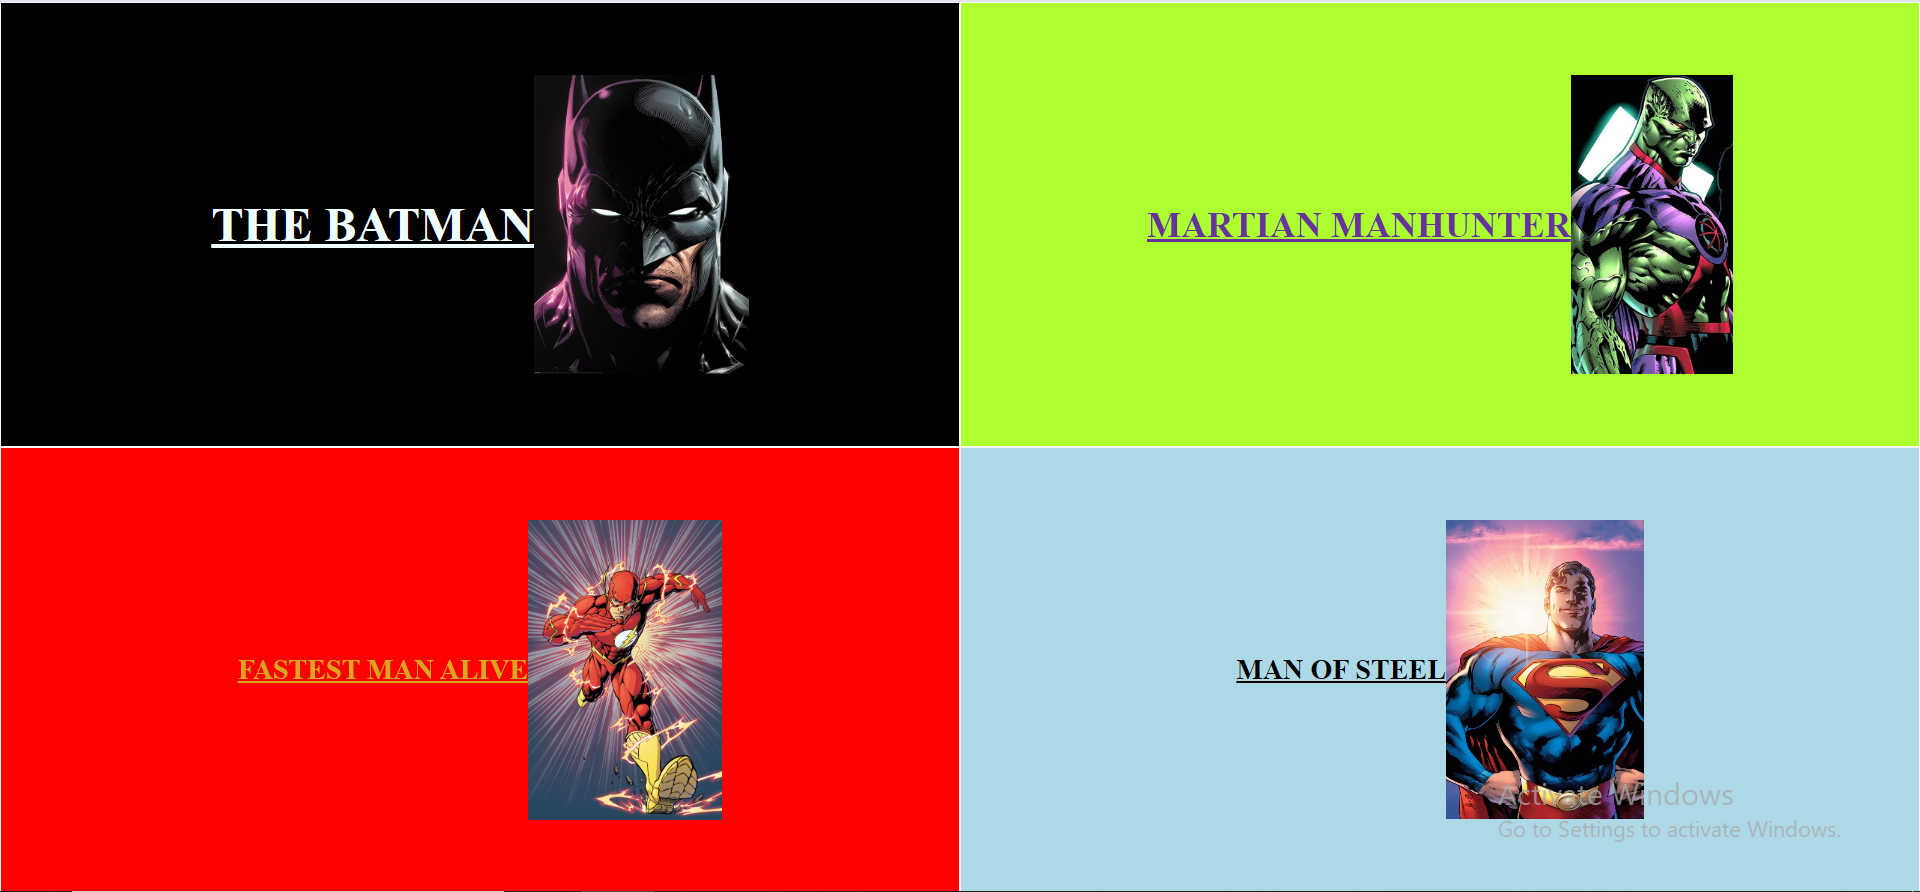 THE BATMAN
MARTIAN MANHUNTER
FASTEST MAN ALIVE
MAN OF STEEL
Activate Windows
Go to Settings to activate Windows.